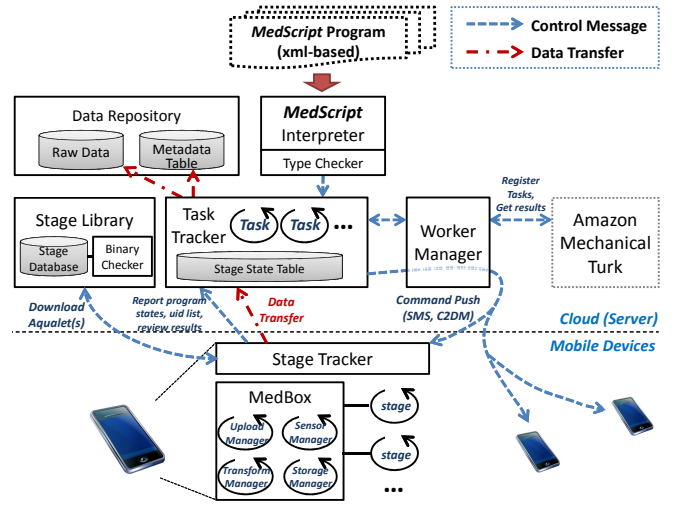 MedScript Program
(xml-based)
Control Message
Data Transfer
Data Repository
Raw Data
Metadata
Table
MedScript
Interpreter
Type Checker
Stage Library
Stage
Database
Binary
Checker
Task
Tracker
Task
Task
...
Stage State Table
Worker
Manager
Register
Tasks,
Get results
Amazon
Mechanical
Turk
Download
Aqualet(s)
Report program
states, uid list,
review results
Data
Transfer
Command Push
(SMS, C2DM)
Cloud (Server)
Mobile Devices
Stage Tracker
MedBox
Upload
Manager
Sensor
Manager
Transform
Manager
Storage
Manager
stage
stage
...